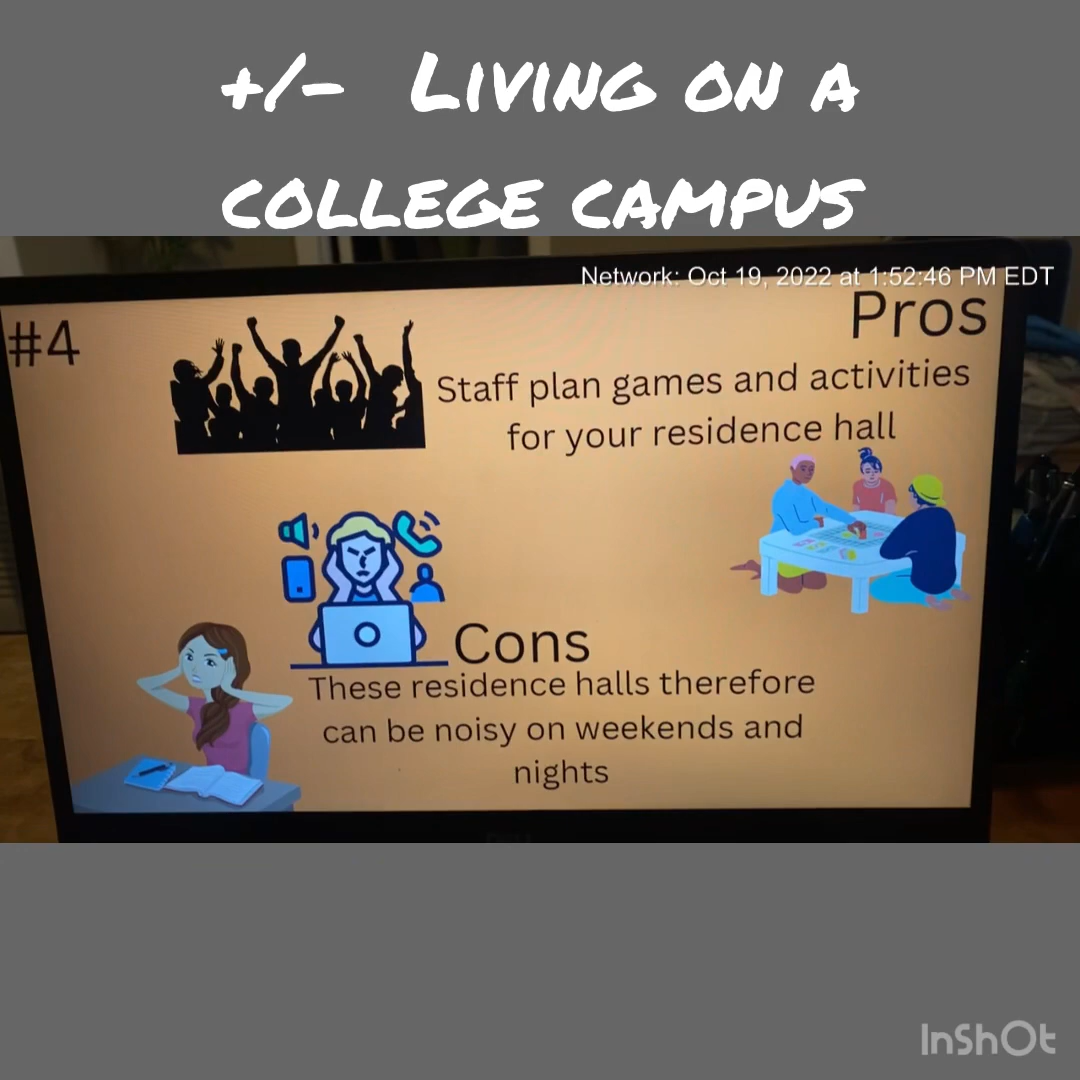 +/- LIVING ON A
COLLEGE CAMPUS
Network: Oct 19, 2022 at 1:52:46 PM EDT
#4
Pros
Staff plan games and activities
for your residence hall
Cons
These residence halls therefore
can be noisy on weekends and
nights
InShOt